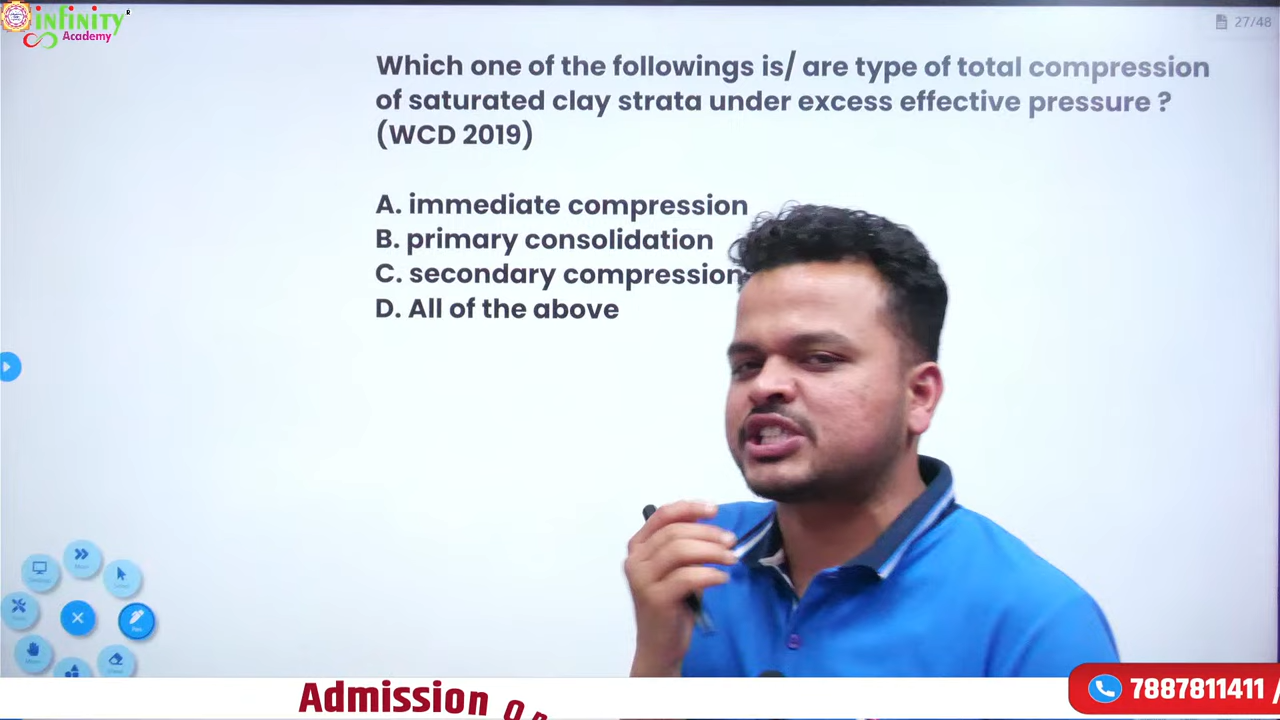 infinity
Academy
27/48
Which one of the followings is/ are type of total compression
of saturated clay strata under excess effective pressure ?
(WCD 2019)
A. immediate compression
B. primary consolidation
C. secondary compression
D. All of the above
Admission
7887811411 /